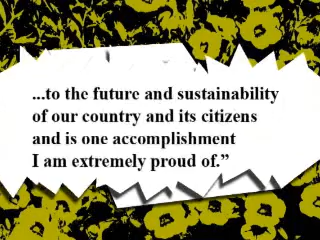 ...to the future and sustainability
of our country and its citizens
and is one accomplishment
I am extremely proud of.”